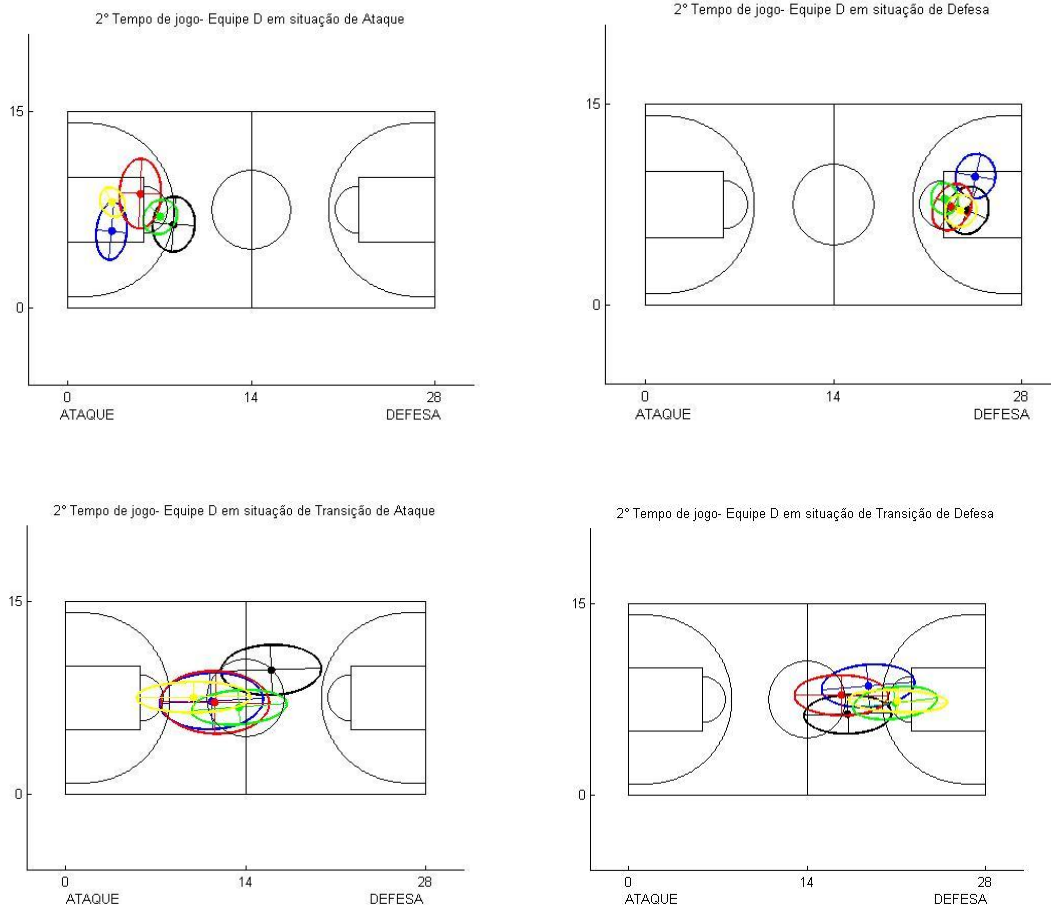 2° Tempo de jogo- Equipe D em situação de Ataque
15
0
0 14 28
ATAQUE DEFESA
2° Tempo de jogo- Equipe D em situação de Defesa
15
0
0 14 28
ATAQUE DEFESA
2° Tempo de jogo- Equipe D em situação de Transição de Ataque
15
0
0 14 28
ATAQUE DEFESA
2° Tempo de jogo- Equipe D em situação de Transição de Defesa
15
0
0 14 28
ATAQUE DEFESA